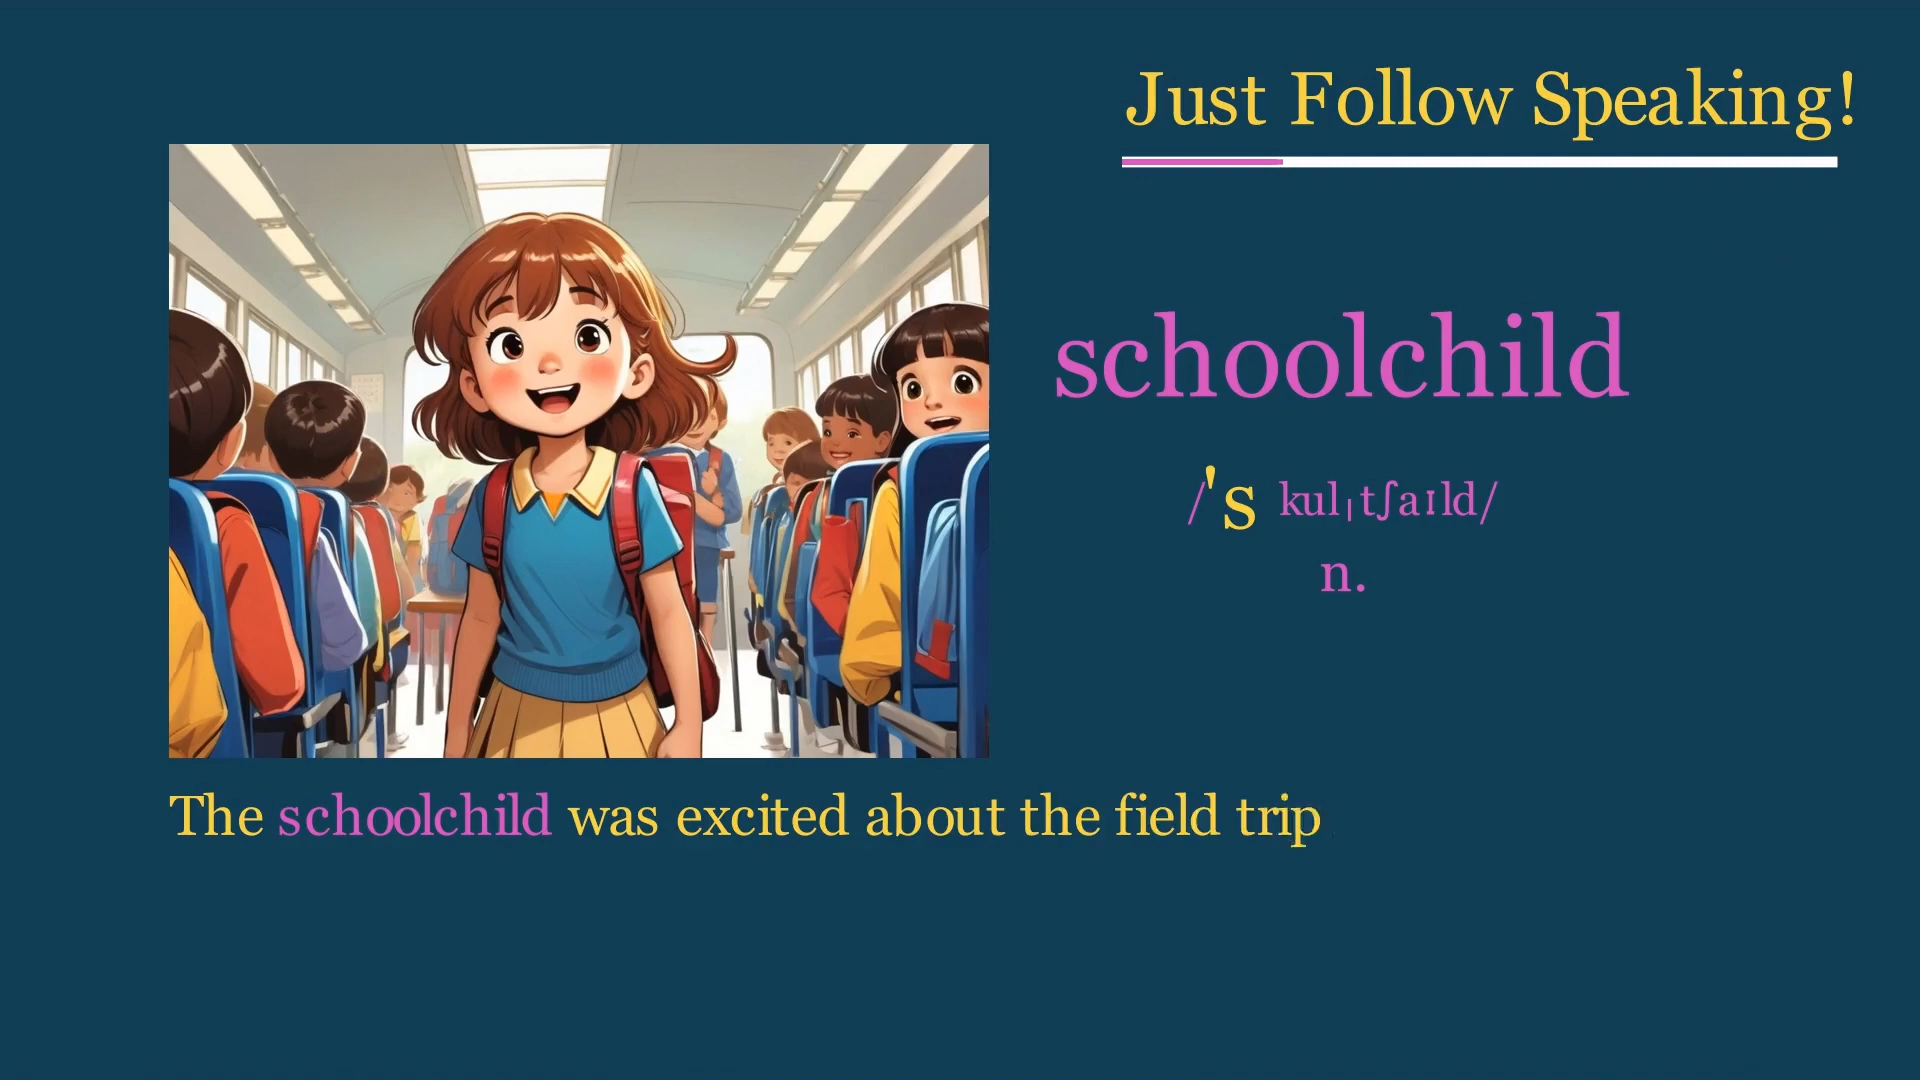 Just Follow Speaking!
schoolchild
/ˈs kulˌtʃaɪld/
n.
The schoolchild was excited about the field trip